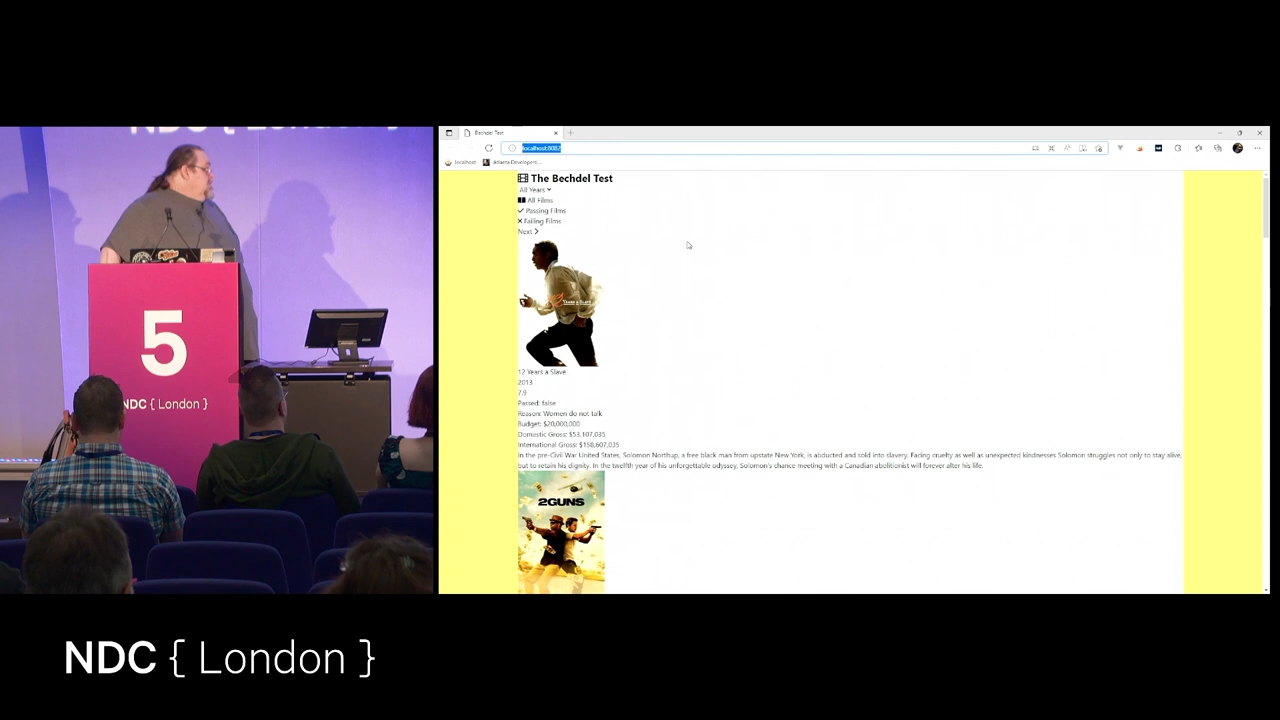 NDC { London }
5
NDC { London }
Bechdel Test
localhost:8082
localhost
Atlanta Developers...
The Bechdel Test
All Years
All Films
Passing Films
Failing Films
Next
12 Years a Slave
2013
7.9
Passed: false
Reason: Women do not talk
Budget: $20,000,000
Domestic Gross: $53,107,035
International Gross: $158,607,035
In the pre-Civil War United States, Solomon Northup, a free black man from upstate New York, is abducted and sold into slavery. Facing cruelty as well as unexpected kindnesses Solomon struggles not only to stay alive,
but to retain his dignity. In the twelfth year of his unforgettable odyssey, Solomon's chance meeting with a Canadian abolitionist will forever alter his life.
2GUNS
NDC { London }